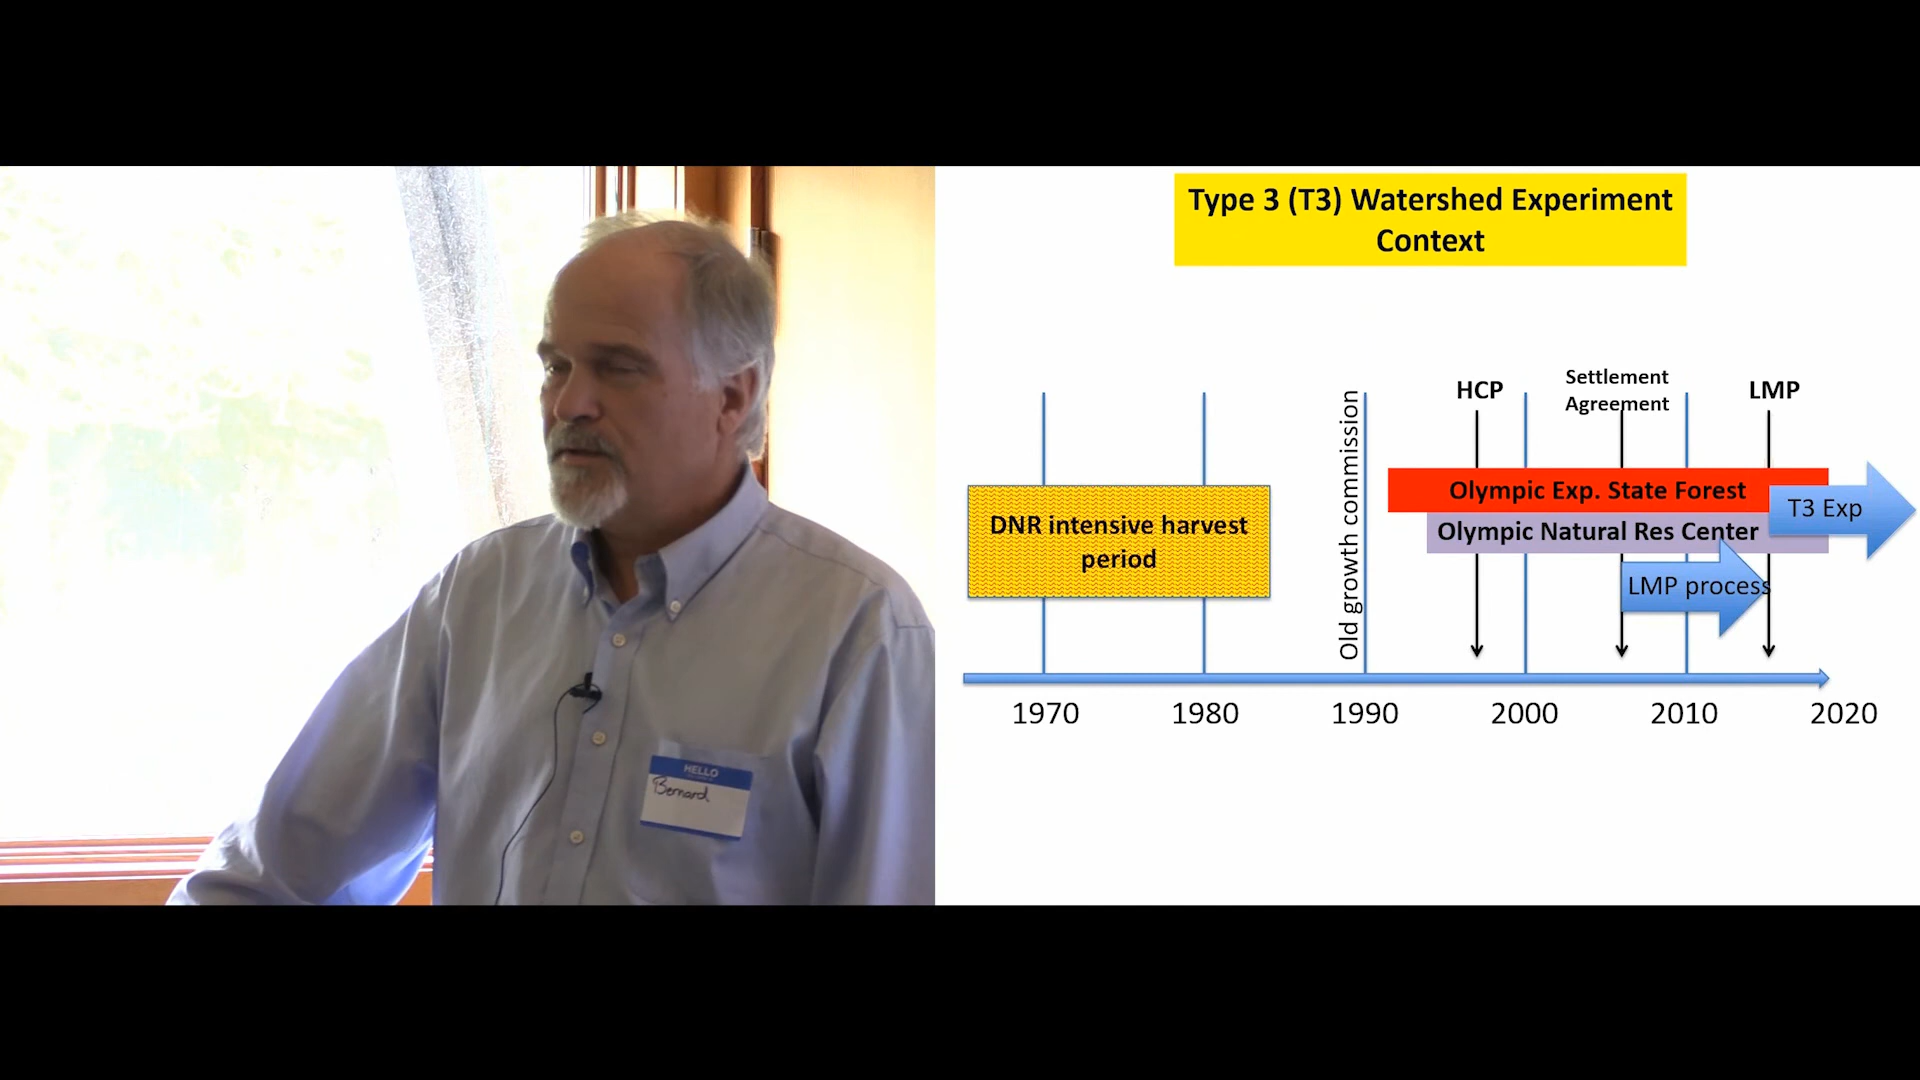 HELLO
Bernard
Type 3 (T3) Watershed Experiment
Context
Old growth commission
HCP
Settlement
Agreement
LMP
DNR intensive harvest
period
Olympic Exp. State Forest
T3 Exp
Olympic Natural Res Center
LMP process
1970
1980
1990
2000
2010
2020